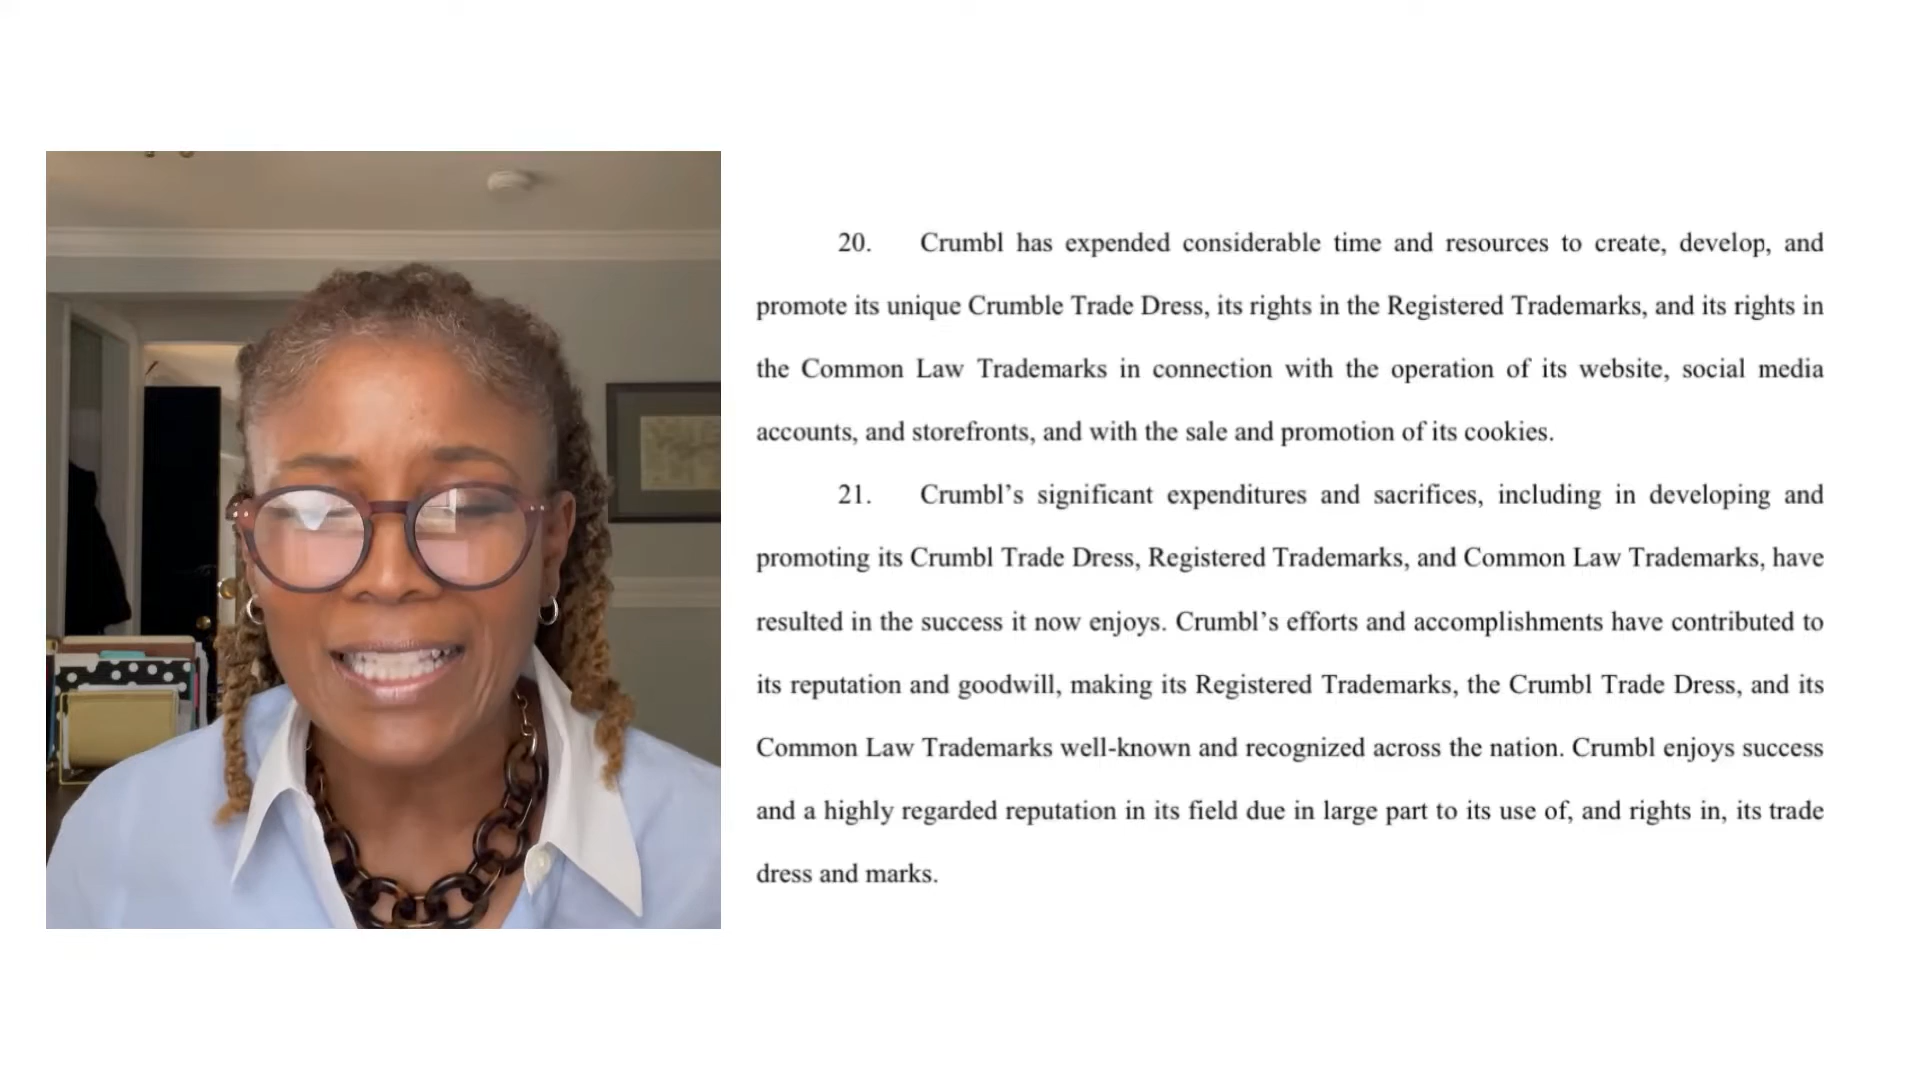 20. Crumbl has expended considerable time and resources to create, develop, and
promote its unique Crumble Trade Dress, its rights in the Registered Trademarks, and its rights in
the Common Law Trademarks in connection with the operation of its website, social media
accounts, and storefronts, and with the sale and promotion of its cookies.
21. Crumbl’s significant expenditures and sacrifices, including in developing and
promoting its Crumbl Trade Dress, Registered Trademarks, and Common Law Trademarks, have
resulted in the success it now enjoys. Crumbl’s efforts and accomplishments have contributed to
its reputation and goodwill, making its Registered Trademarks, the Crumbl Trade Dress, and its
Common Law Trademarks well-known and recognized across the nation. Crumbl enjoys success
and a highly regarded reputation in its field due in large part to its use of, and rights in, its trade
dress and marks.